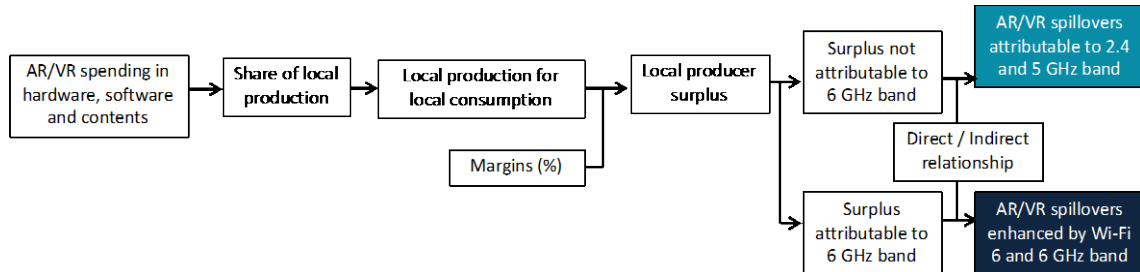 AR/VR spending in
hardware, software
and contents
Share of local
production
Local production for
local consumption
Margins (%)
Local producer
surplus
Surplus not
attributable to
6 GHz band
AR/VR spillovers
attributable to 2.4
and 5 GHz band
Direct / Indirect
relationship
Surplus
attributable to
6 GHz band
AR/VR spillovers
enhanced by Wi-Fi
6 and 6 GHz band